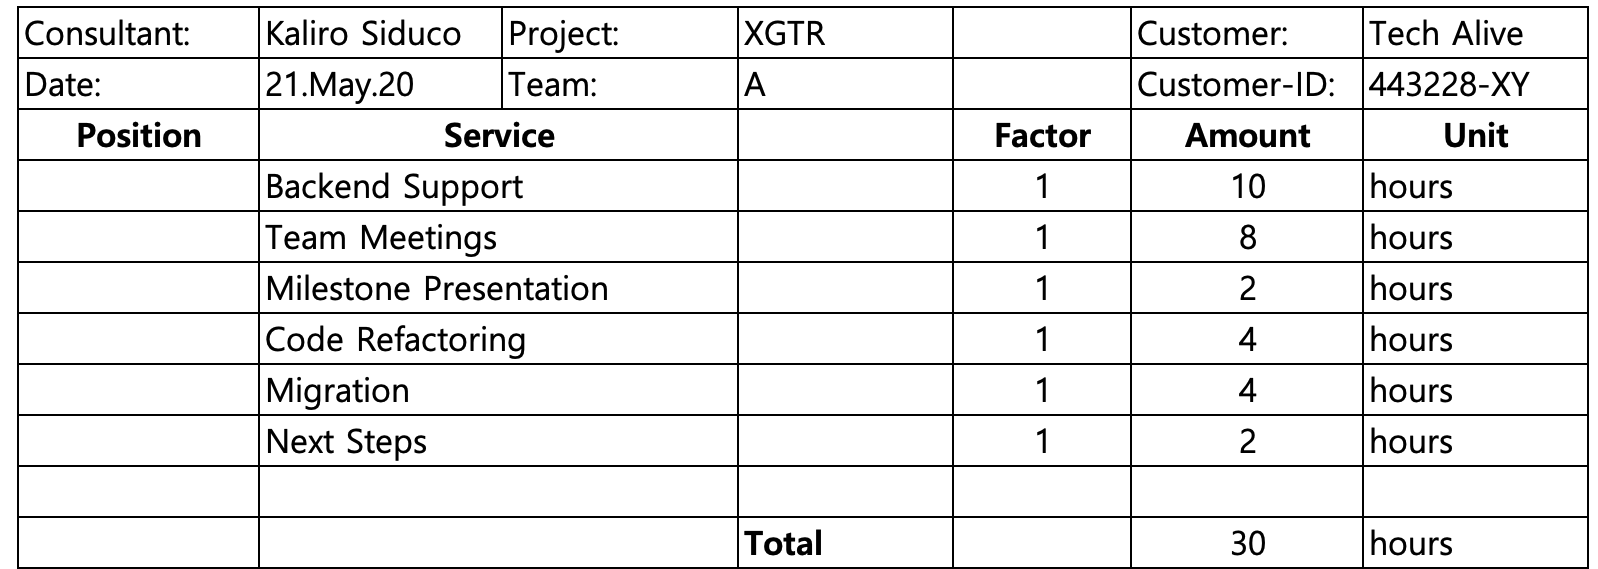 Consultant: Kaliro Siduco Project: XGTR Customer: Tech Alive
Date: 21.May.20 Team: A Customer-ID: 443228-XY
Position Service Factor Amount Unit
Backend Support 1 10 hours
Team Meetings 1 8 hours
Milestone Presentation 1 2 hours
Code Refactoring 1 4 hours
Migration 1 4 hours
Next Steps 1 2 hours
Total 30 hours